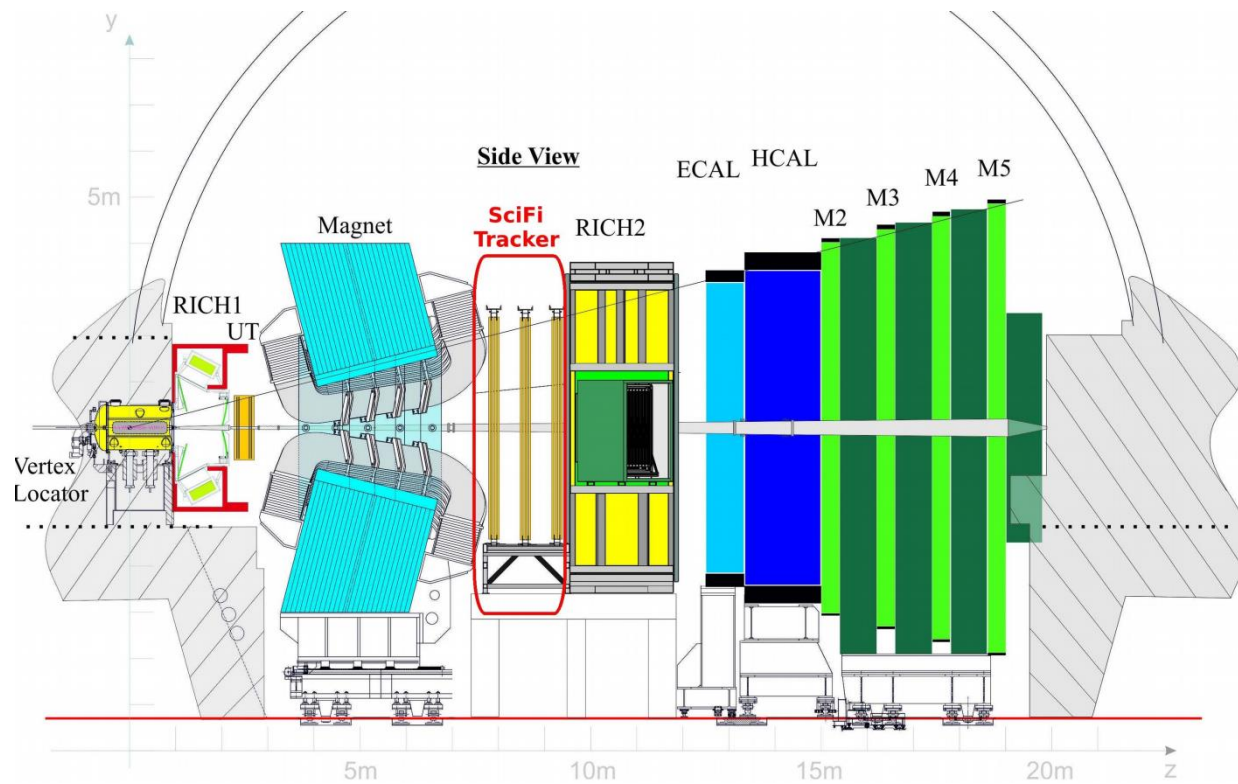 y
5m
Side View
ECAL
HCAL
M5
M4
M3
M2
SciFi
Tracker
RICH2
Magnet
RICH1
UT
Vertex
Locator
5m
10m
15m
20m
z